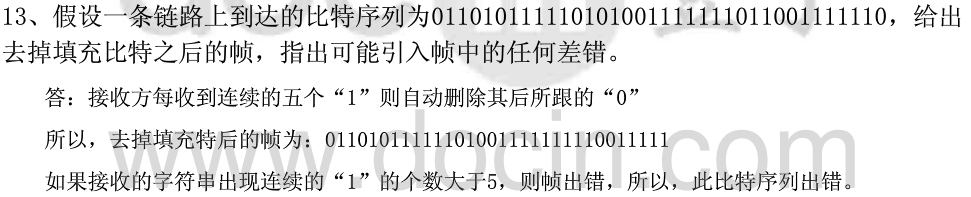 13、假设一条链路上到达的比特序列为011010111110101001111111011001111110，给出
去掉填充比特之后的帧，指出可能引入帧中的任何差错。
答：接收方每收到连续的五个“1”则自动删除其后所跟的“0”
所以，去掉填充特后的帧为：011010111111010011111111110011111
www.docin.com
如果接收的字符串出现连续的“1”的个数大于5，则帧出错，所以，此比特序列出错。